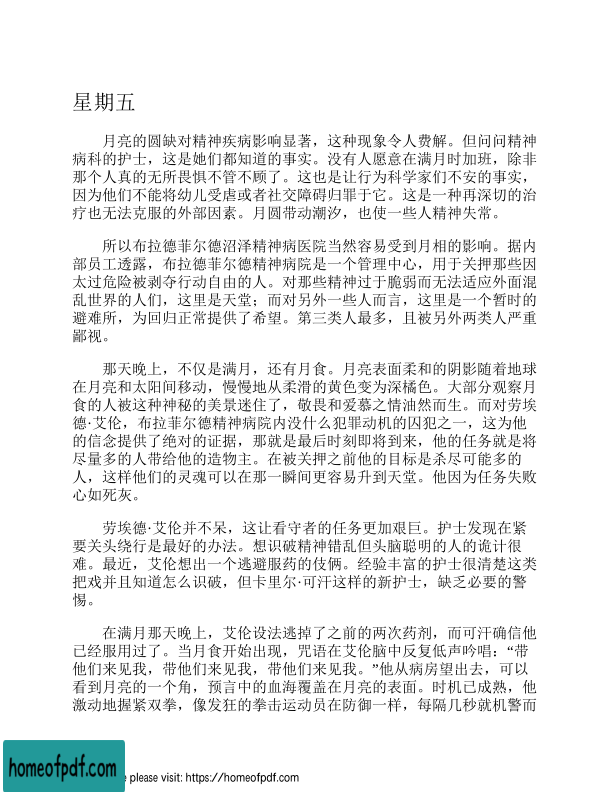 星期五
月亮的圆缺对精神疾病影响显著，这种现象令人费解。但问问精神
病科的护士，这是她们都知道的事实。没有人愿意在满月时加班，除非
那个人真的无所畏惧不管不顾了。这也是让行为科学家们不安的事实，
因为他们不能将幼儿受虐或者社交障碍归罪于它。这是一种再深切的治
疗也无法克服的外部因素。月圆带动潮汐，也使一些人精神失常。
所以布拉德菲尔德沼泽精神病医院当然容易受到月相的影响。据内
部员工透露，布拉德菲尔德精神病院是一个管理中心，用于关押那些因
太过危险被剥夺行动自由的人。对那些精神过于脆弱而无法适应外面混
乱世界的人们，这里是天堂；而对另外一些人而言，这里是一个暂时的
避难所，为回归正常提供了希望。第三类人最多，且被另外两类人严重
鄙视。
那天晚上，不仅是满月，还有月食。月亮表面柔和的阴影随着地球
在月亮和太阳间移动，慢慢地从柔滑的黄色变为深橘色。大部分观察月
食的人被这种神秘的美景迷住了，敬畏和爱慕之情油然而生。而对劳埃
德·艾伦，布拉菲尔德精神病院内没什么犯罪动机的囚犯之一，这为他
的信念提供了绝对的证据，那就是最后时刻即将到来，他的任务就是将
尽量多的人带给他的造物主。在被关押之前他的目标是杀尽可能多的
人，这样他们的灵魂可以在那一瞬间更容易升到天堂。他因为任务失败
心如死灰。
劳埃德·艾伦并不呆，这让看守者的任务更加艰巨。护士发现在紧
要关头绕行是最好的办法。想识破精神错乱但头脑聪明的人的诡计很
难。最近，艾伦想出一个逃避服药的伎俩。经验丰富的护士很清楚这类
把戏并且知道怎么识破，但卡里尔·可汗这样的新护士，缺乏必要的警
惕。
在满月那天晚上，艾伦设法逃掉了之前的两次药剂，而可汗确信他
已经服用过了。当月食开始出现，咒语在艾伦脑中反复低声吟唱：“带
他们来见我，带他们来见我，带他们来见我。”他从病房望出去，可以
看到月亮的一个角，预言中的血海覆盖在月亮的表面。时机已成熟，他
激动地握紧双拳，像发狂的拳击运动员在防御一样，每隔几秒就机警而
homeofpdf.com
e please visit: https://homeofpdf.com